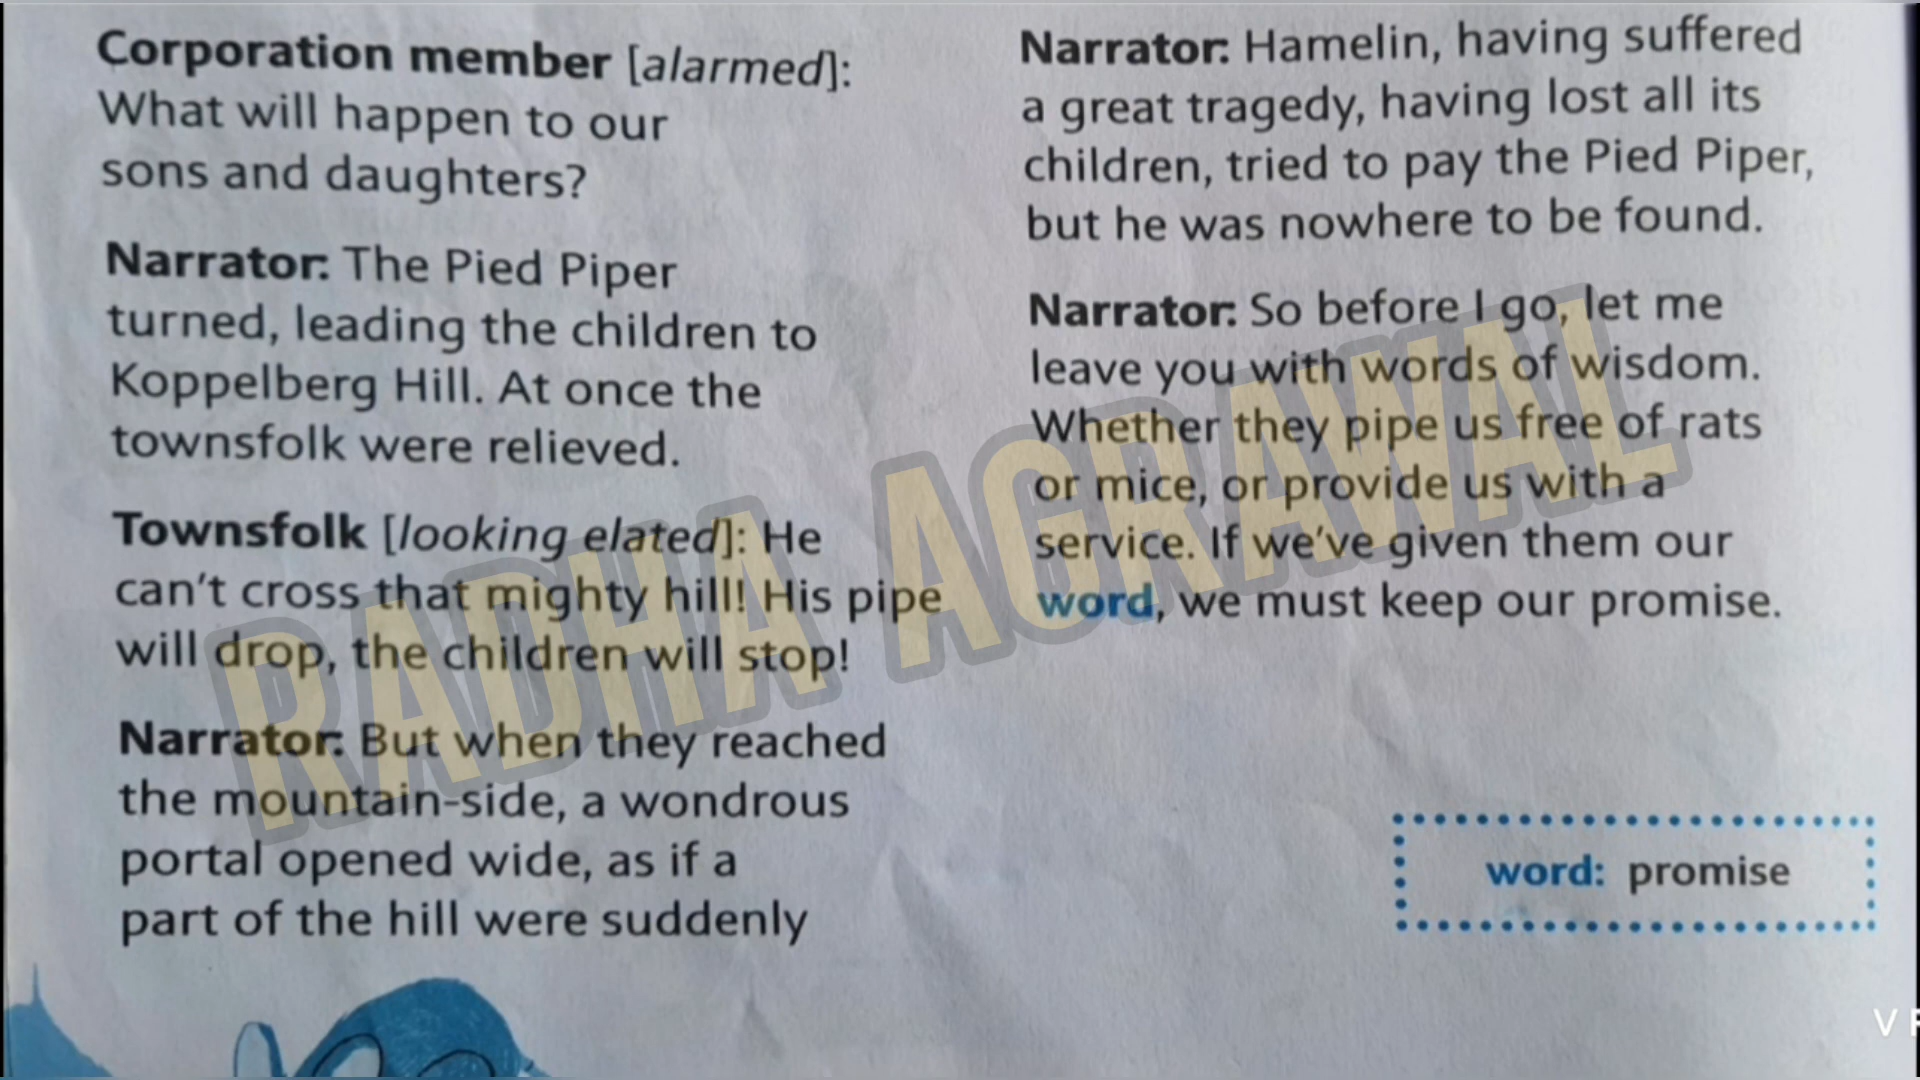 Corporation member [alarmed]:
What will happen to our
sons and daughters?
Narrator: The Pied Piper
turned, leading the children to
Koppelberg Hill. At once the
townsfolk were relieved.
Townsfolk [looking elated]: He
can't cross that mighty hill! His pipe
will drop, the children will stop!
Narrator: But when they reached
the mountain-side, a wondrous
portal opened wide, as if a
part of the hill were suddenly
Narrator: Hamelin, having suffered
a great tragedy, having lost all its
children, tried to pay the Pied Piper,
but he was nowhere to be found.
Narrator: So before I go, let me
leave you with words of wisdom.
Whether they pipe us free of rats
or mice, or provide us with a
service. If we've given them our
word, we must keep our promise.
word: promise
RADHA AGRAWAL